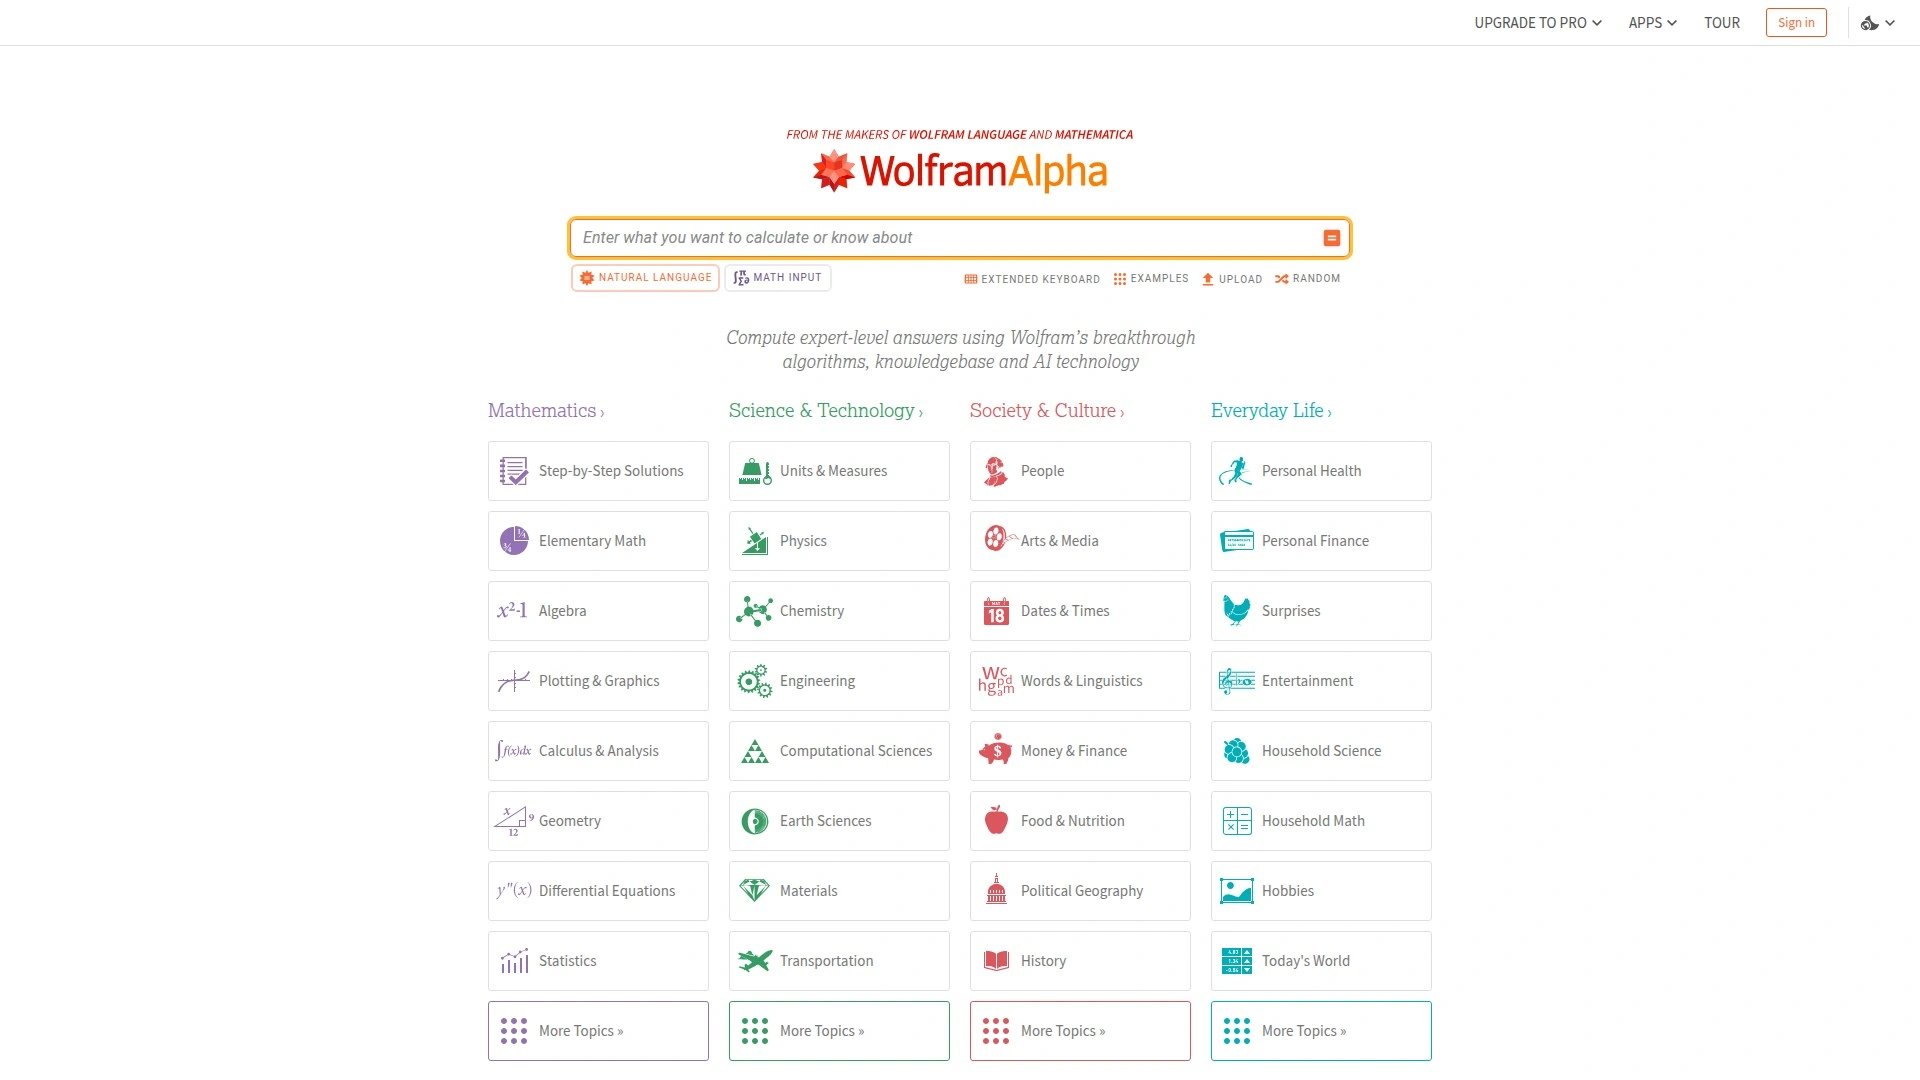 UPGRADE TO PRO
APPS
TOUR
Sign in
FROM THE MAKERS OF WOLFRAM LANGUAGE AND MATHEMATICA
WolframAlpha
Enter what you want to calculate or know about
=
NATURAL LANGUAGE
MATH INPUT
EXTENDED KEYBOARD
EXAMPLES
UPLOAD
RANDOM
Compute expert-level answers using Wolfram's breakthrough
algorithms, knowledgebase and AI technology
Mathematics ›
Step-by-Step Solutions
Elementary Math
x²-1 Algebra
Plotting & Graphics
∫f(x)dx Calculus & Analysis
x 9 12 Geometry
y″(x) Differential Equations
Statistics
More Topics »
Science & Technology ›
Units & Measures
Physics
Chemistry
Engineering
Computational Sciences
Earth Sciences
Materials
Transportation
More Topics »
Society & Culture ›
People
Arts & Media
18 Dates & Times
Words & Linguistics
$ Money & Finance
Food & Nutrition
Political Geography
History
More Topics »
Everyday Life ›
Personal Health
Personal Finance
Surprises
Entertainment
Household Science
Household Math
Hobbies
Today's World
More Topics »